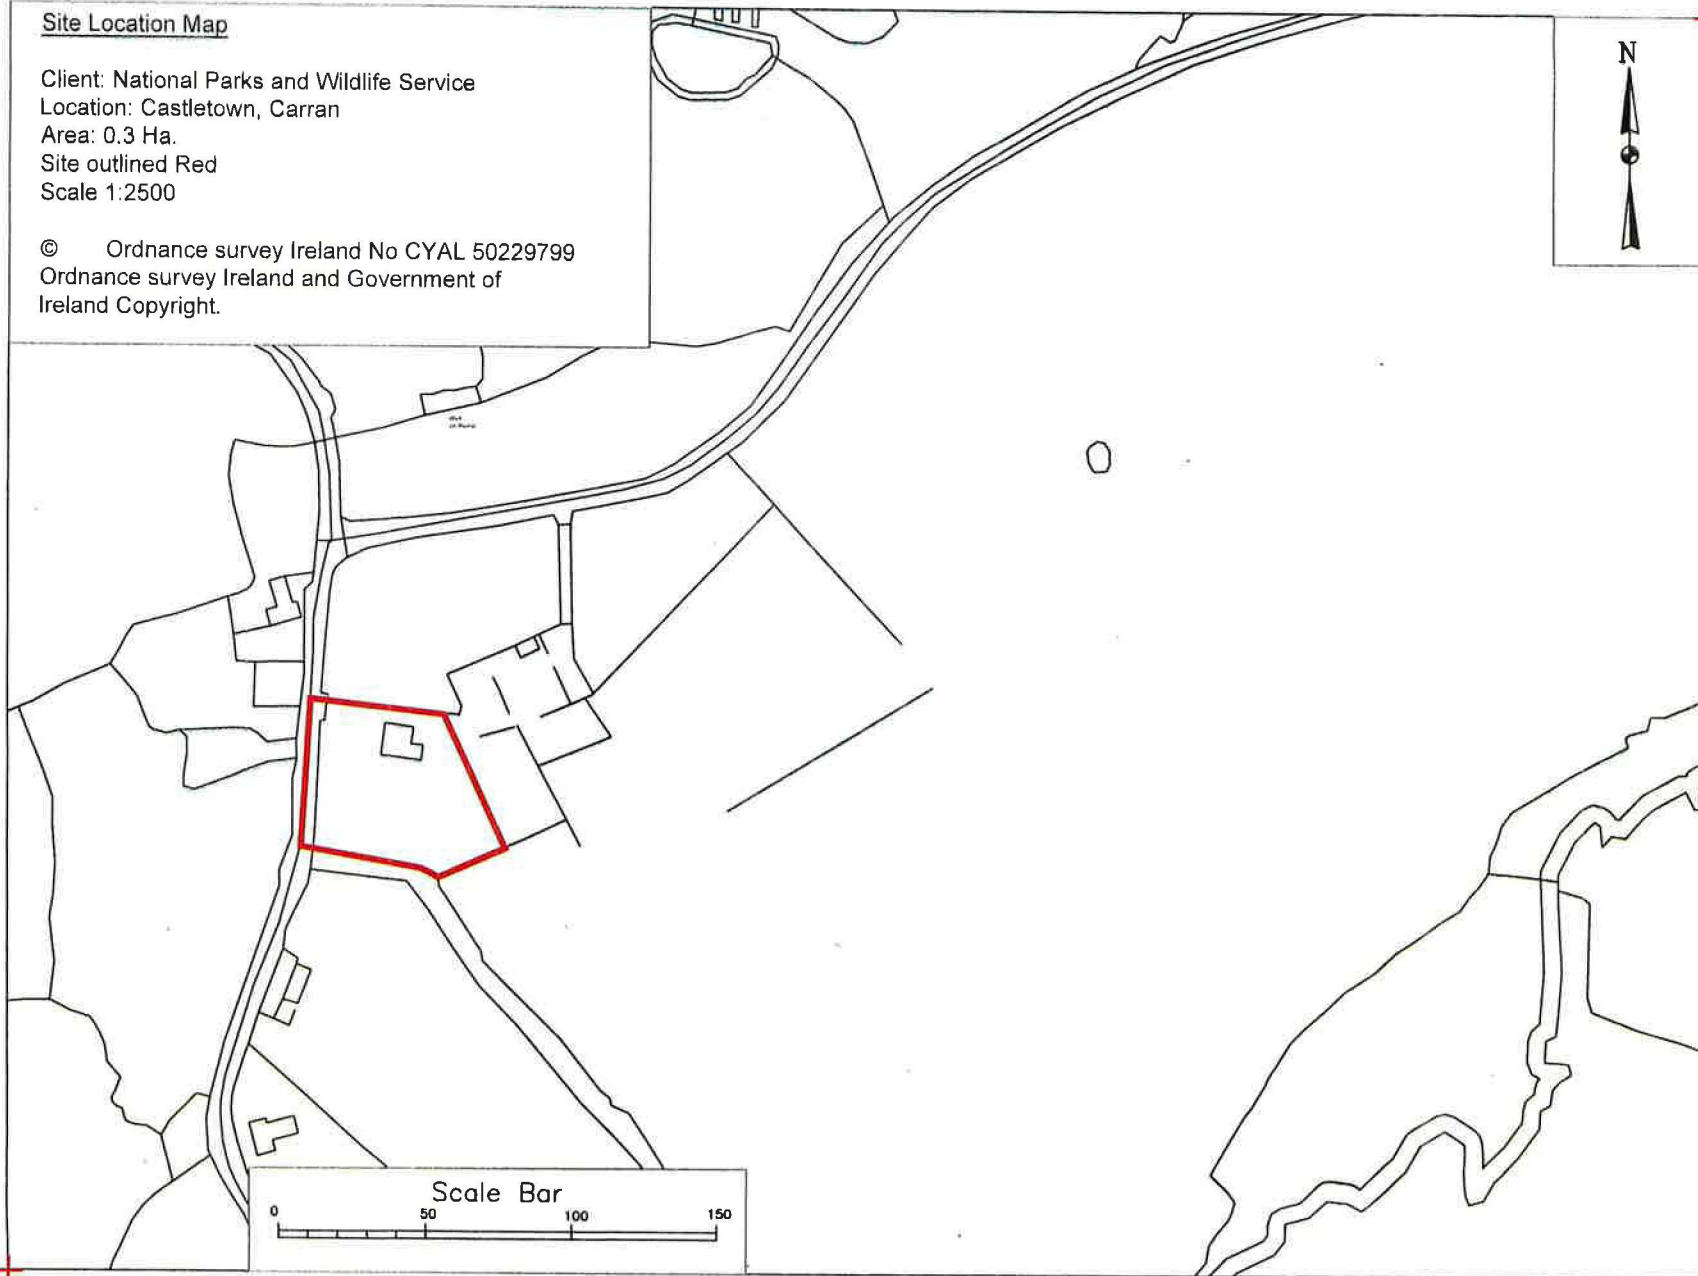 Site Location Map
Client: National Parks and Wildlife Service
Location: Castletown, Carran
Area: 0.3 Ha.
Site outlined Red
Scale 1:2500
© Ordnance survey Ireland No CYAL 50229799
Ordnance survey Ireland and Government of
Ireland Copyright.
N
Scale Bar
0 50 100 150